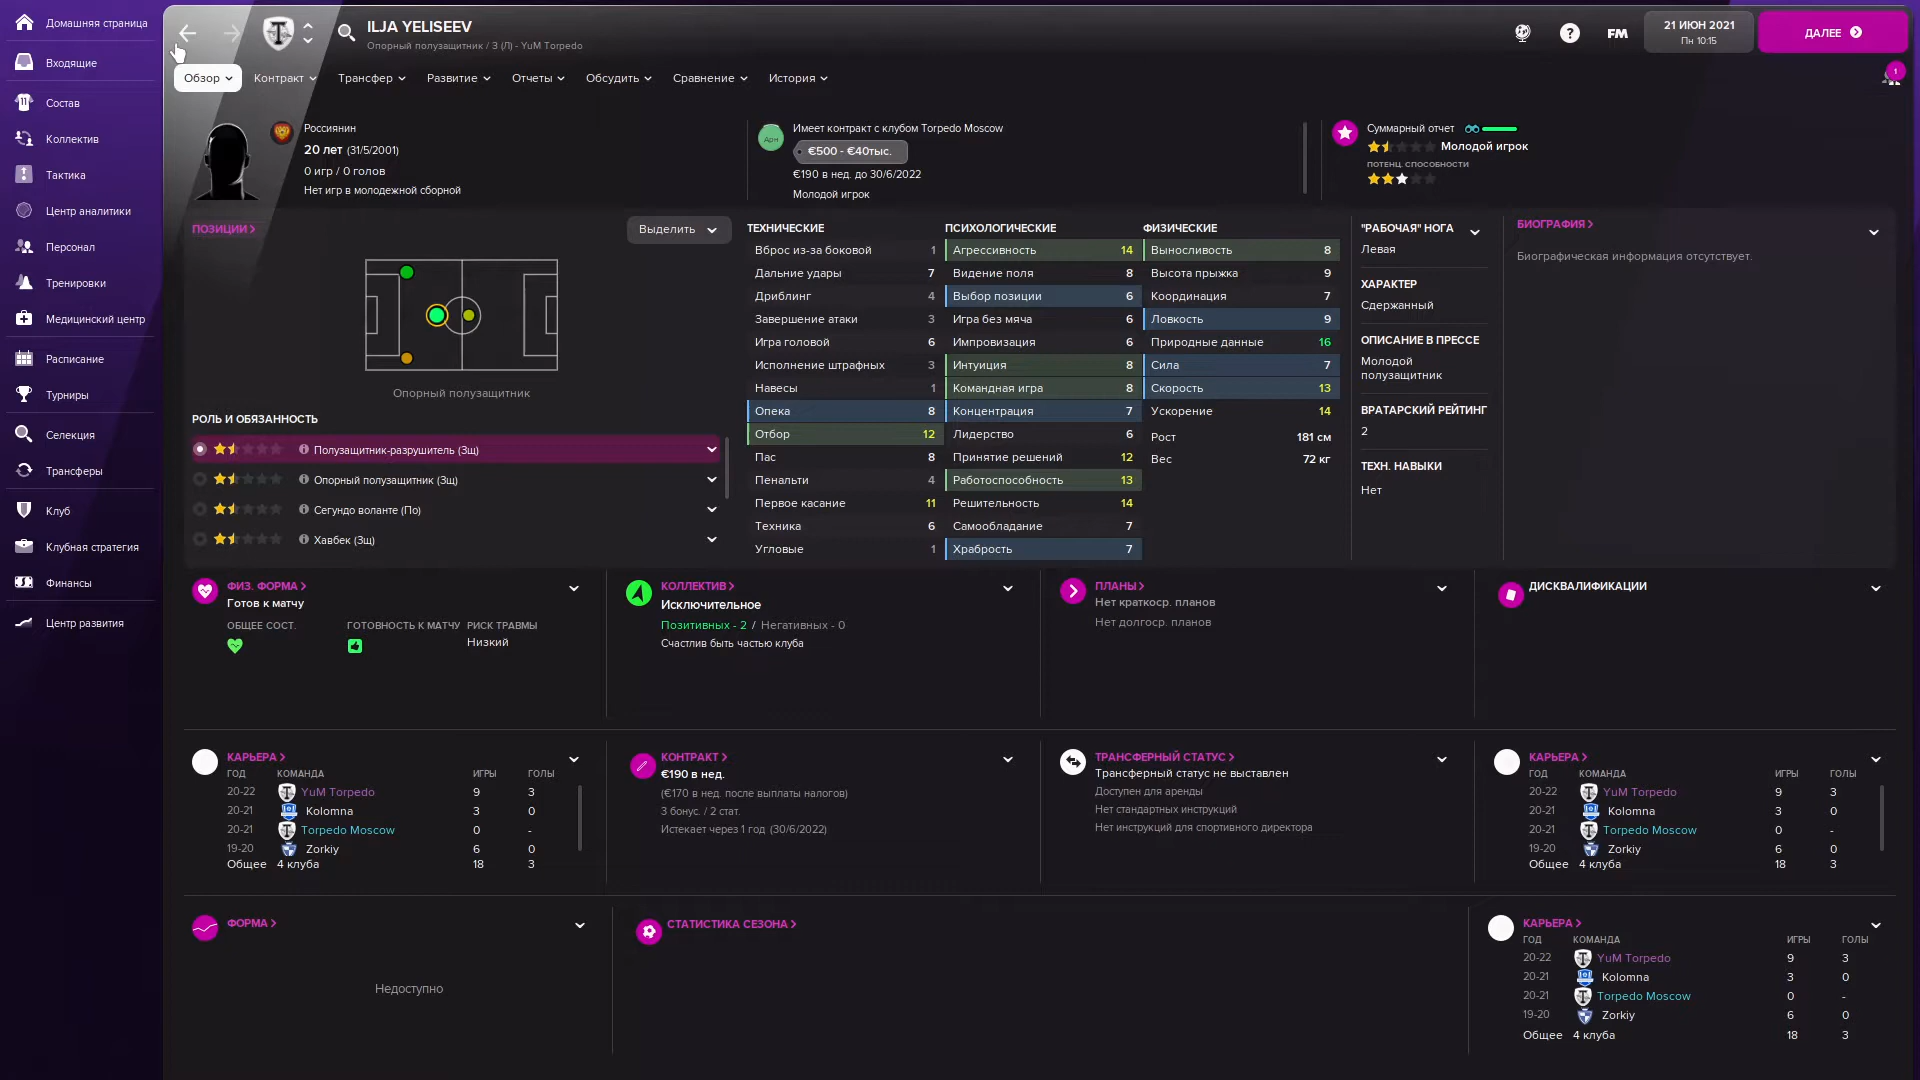 Домашняя страница
Входящие
Состав
Коллектив
Тактика
Центр аналитики
Персонал
Тренировки
Медицинский центр
Расписание
Турниры
Селекция
Трансферы
Клуб
Клубная стратегия
Финансы
Центр развития
ILJA YELISEEV
Опорный полузащитник / З (Л) - YuM Torpedo
FM
21 ИЮН 2021
Пн 10:15
ДАЛЕЕ
Обзор
Контракт
Трансфер
Развитие
Отчеты
Обсудить
Сравнение
История
1
Россиянин
20 лет (31/5/2001)
0 игр / 0 голов
Нет игр в молодежной сборной
Арн
Имеет контракт с клубом Torpedo Moscow
€500 - €40тыс.
€190 в нед. до 30/6/2022
Молодой игрок
Суммарный отчет
Молодой игрок
ПОТЕНЦ. СПОСОБНОСТИ
ПОЗИЦИИ
Выделить
Опорный полузащитник
РОЛЬ И ОБЯЗАННОСТЬ
Полузащитник-разрушитель (Зщ)
Опорный полузащитник (Зщ)
Сегундо воланте (По)
Хавбек (Зщ)
ТЕХНИЧЕСКИЕ
Вброс из-за боковой 1
Дальние удары 7
Дриблинг 4
Завершение атаки 3
Игра головой 6
Исполнение штрафных 3
Навесы 1
Опека 8
Отбор 12
Пас 8
Пенальти 4
Первое касание 11
Техника 6
Угловые 1
ПСИХОЛОГИЧЕСКИЕ
Агрессивность 14
Видение поля 8
Выбор позиции 6
Игра без мяча 6
Импровизация 6
Интуиция 8
Командная игра 8
Концентрация 7
Лидерство 6
Принятие решений 12
Работоспособность 13
Решительность 14
Самообладание 7
Храбрость 7
ФИЗИЧЕСКИЕ
Выносливость 8
Высота прыжка 9
Координация 7
Ловкость 9
Природные данные 16
Сила 7
Скорость 13
Ускорение 14
Рост 181 см
Вес 72 кг
"РАБОЧАЯ" НОГА
Левая
ХАРАКТЕР
Сдержанный
ОПИСАНИЕ В ПРЕССЕ
Молодой
полузащитник
ВРАТАРСКИЙ РЕЙТИНГ
2
ТЕХН. НАВЫКИ
Нет
БИОГРАФИЯ
Биографическая информация отсутствует.
ФИЗ. ФОРМА
Готов к матчу
ОБЩЕЕ СОСТ. ГОТОВНОСТЬ К МАТЧУ РИСК ТРАВМЫ
Низкий
КОЛЛЕКТИВ
Исключительное
Позитивных - 2 / Негативных - 0
Счастлив быть частью клуба
ПЛАНЫ
Нет краткоср. планов
Нет долгоср. планов
ДИСКВАЛИФИКАЦИИ
КАРЬЕРА
ГОД КОМАНДА ИГРЫ ГОЛЫ
20-22 YuM Torpedo 9 3
20-21 Kolomna 3 0
20-21 Torpedo Moscow 0 -
19-20 Zorkiy 6 0
Общее 4 клуба 18 3
КОНТРАКТ
€190 в нед.
(€170 в нед. после выплаты налогов)
3 бонус. / 2 стат.
Истекает через 1 год (30/6/2022)
ТРАНСФЕРНЫЙ СТАТУС
Трансферный статус не выставлен
Доступен для аренды
Нет стандартных инструкций
Нет инструкций для спортивного директора
КАРЬЕРА
ГОД КОМАНДА ИГРЫ ГОЛЫ
20-22 YuM Torpedo 9 3
20-21 Kolomna 3 0
20-21 Torpedo Moscow 0 -
19-20 Zorkiy 6 0
Общее 4 клуба 18 3
ФОРМА
Недоступно
СТАТИСТИКА СЕЗОНА
КАРЬЕРА
ГОД КОМАНДА ИГРЫ ГОЛЫ
20-22 YuM Torpedo 9 3
20-21 Kolomna 3 0
20-21 Torpedo Moscow 0 -
19-20 Zorkiy 6 0
Общее 4 клуба 18 3